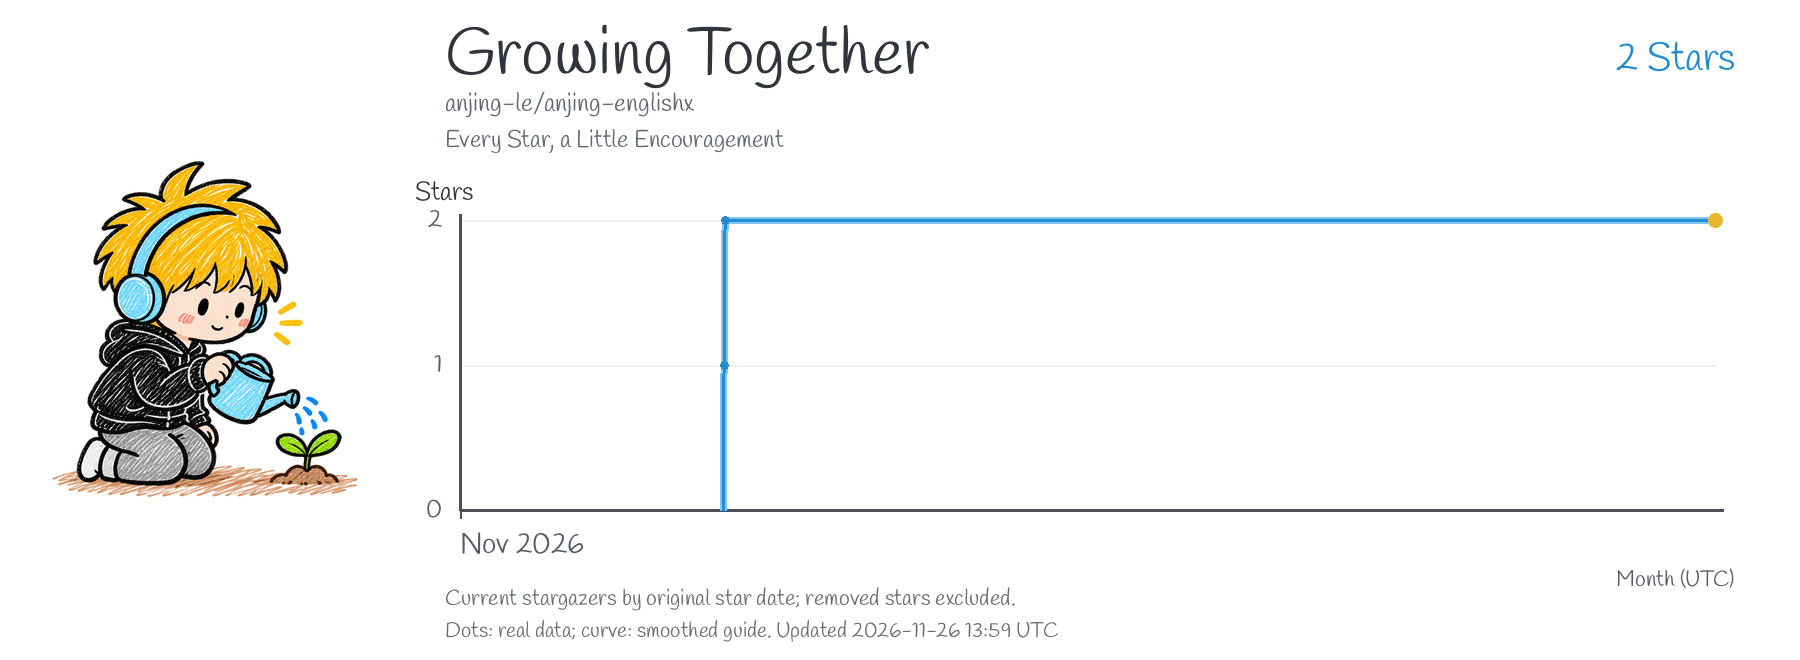 Growing Together
2 Stars
anjing-le/anjing-englishx
Every Star, a Little Encouragement
Stars
2
1
0
Nov 2026
Month (UTC)
Current stargazers by original star date; removed stars excluded.
Dots: real data; curve: smoothed guide. Updated 2026-11-26 13:59 UTC